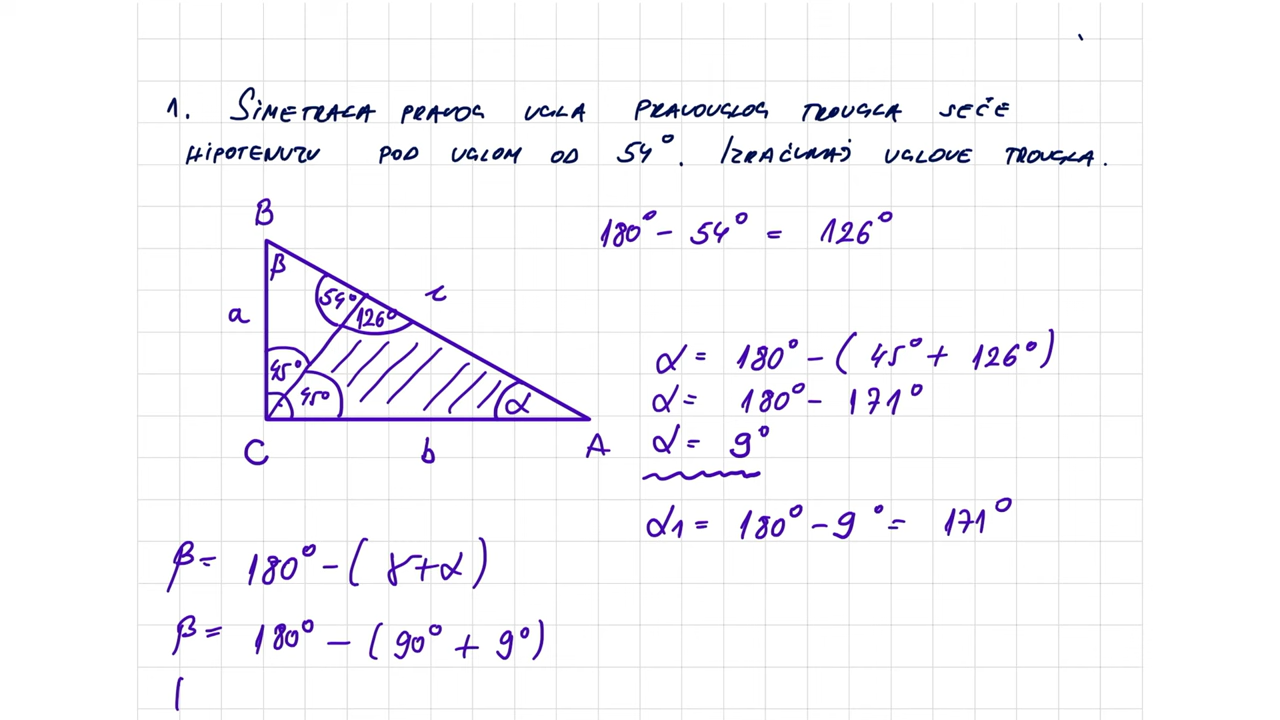 1. SIMETRALA PRAVOG UGLA PRAVOUGLOG TROUGLA SEČE
HIPOTENUZU POD UGLOM OD 54°. IZRAČUNAJ UGLOVE TROUGLA.
B
180° - 54° = 126°
β
54°
c
a
126°
α = 180° - ( 45° + 126° )
45°
45°
α
α = 180° - 171°
C
b
A
α = 9°
α1 = 180° - 9° = 171°
β = 180° - ( γ + α )
β = 180° - ( 90° + 9° )